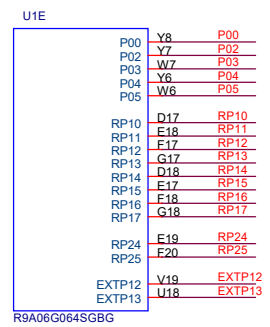 U1E
P00 Y8 P00
P02 Y7 P02
P03 W7 P03
P04 Y6 P04
P05 W6 P05
RP10 D17 RP10
RP11 E18 RP11
RP12 F17 RP12
RP13 G17 RP13
RP14 D18 RP14
RP15 E17 RP15
RP16 F18 RP16
RP17 G18 RP17
RP24 E19 RP24
RP25 F20 RP25
EXTP12 V19 EXTP12
EXTP13 U18 EXTP13
R9A06G064SGBG